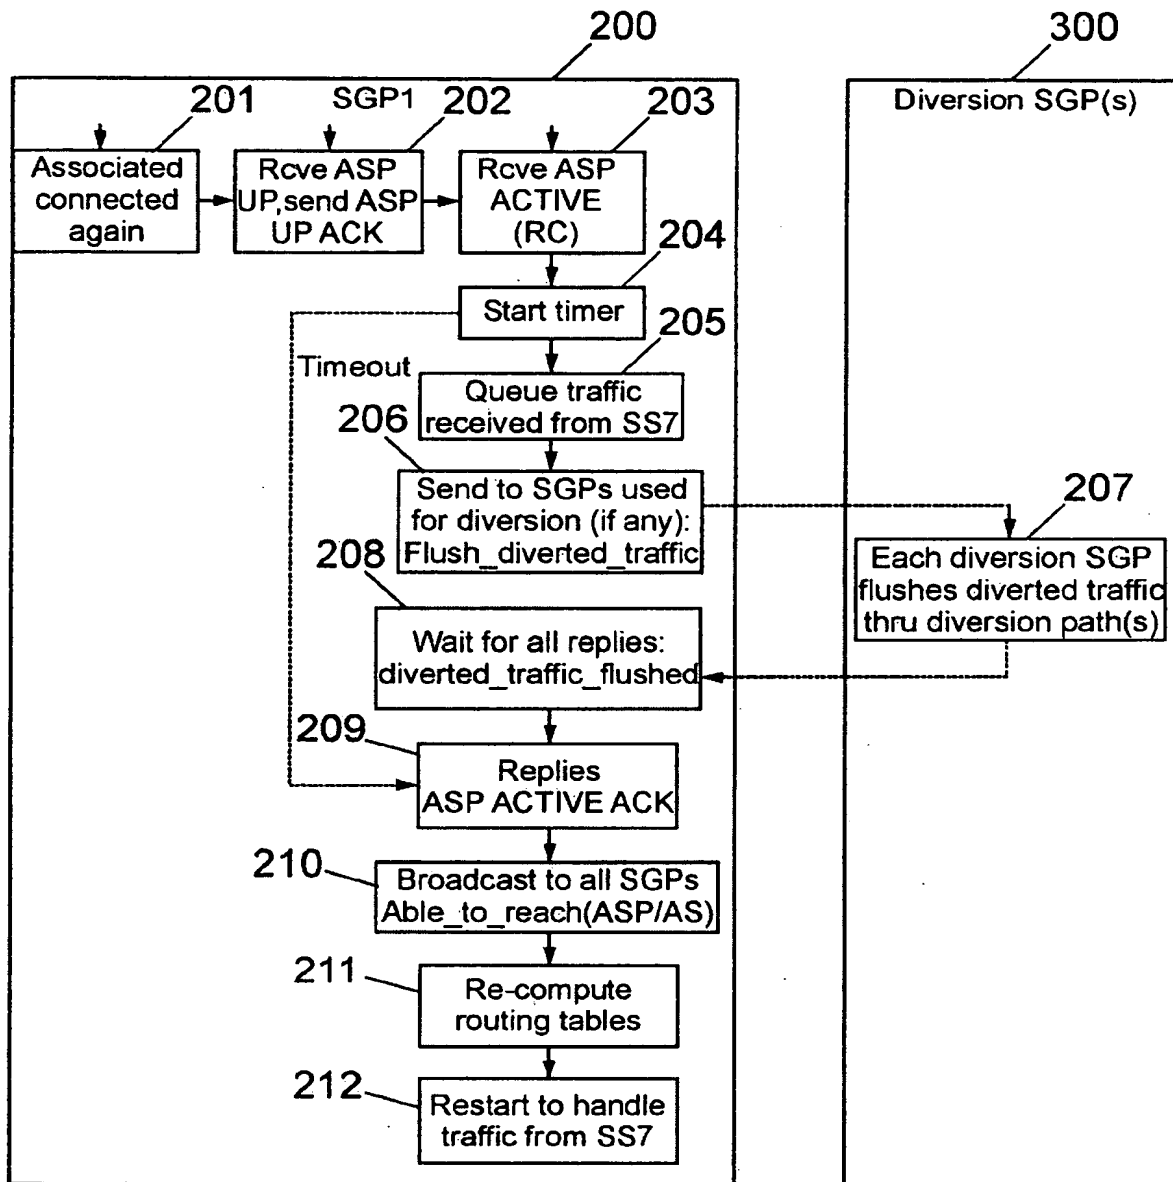 200
300
201
SGP1
202
203
Diversion SGP(s)
Associated
connected
again
Rcve ASP
UP,send ASP
UP ACK
Rcve ASP
ACTIVE
(RC)
204
Start timer
205
Timeout
Queue traffic
received from SS7
206
Send to SGPs used
for diversion (if any):
Flush_diverted_traffic
207
Each diversion SGP
flushes diverted traffic
thru diversion path(s)
208
Wait for all replies:
diverted_traffic_flushed
209
Replies
ASP ACTIVE ACK
210
Broadcast to all SGPs
Able_to_reach(ASP/AS)
211
Re-compute
routing tables
212
Restart to handle
traffic from SS7